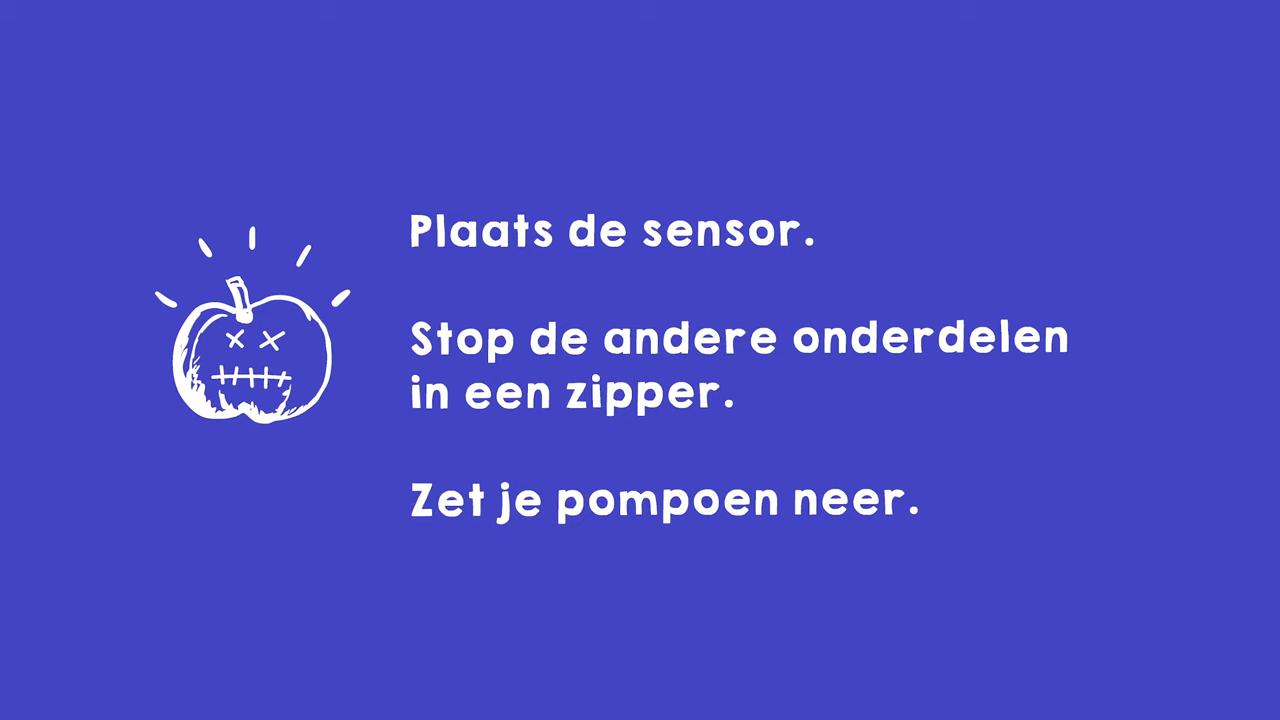 Plaats de sensor.
Stop de andere onderdelen
in een zipper.
Zet je pompoen neer.